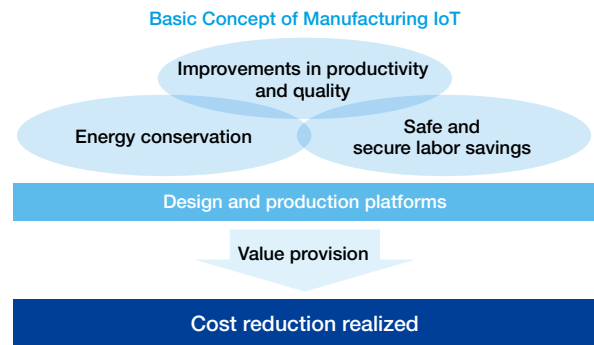 Basic Concept of Manufacturing IoT
Improvements in productivity
and quality
Energy conservation
Safe and
secure labor savings
Design and production platforms
Value provision
Cost reduction realized